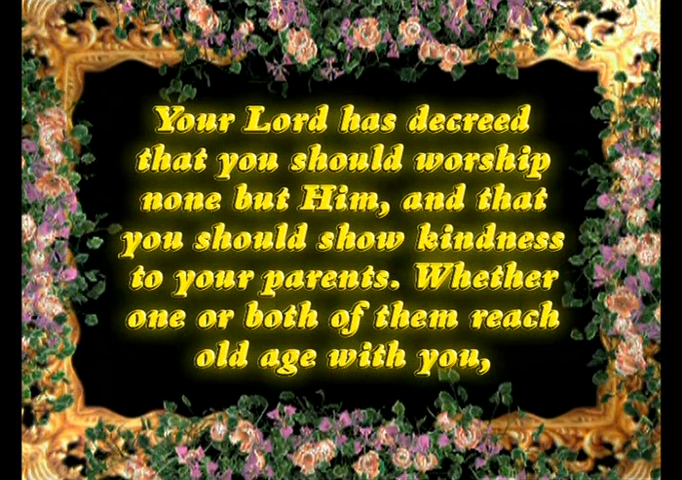 Your Lord has decreed
that you should worship
none but Him, and that
you should show kindness
to your parents. Whether
one or both of them reach
old age with you,